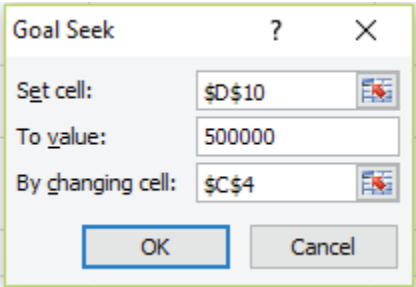 Goal Seek ? X
Set cell: $D$10
To value: 500000
By changing cell: $C$4
OK Cancel